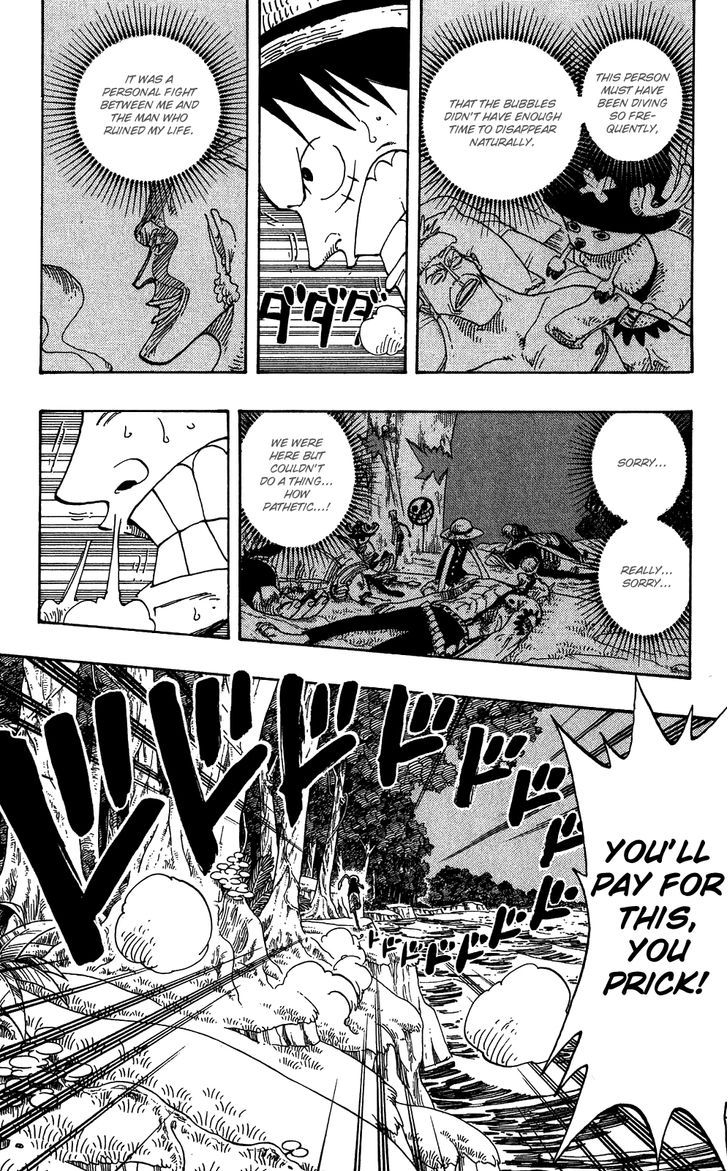 THIS PERSON
MUST HAVE
BEEN DIVING
SO FRE-
QUENTLY,
THAT THE BUBBLES
DIDN'T HAVE ENOUGH
TIME TO DISAPPEAR
NATURALLY.
ダダダ
IT WAS A
PERSONAL FIGHT
BETWEEN ME AND
THE MAN WHO
RUINED MY LIFE.
SORRY...
REALLY...
SORRY...
WE WERE
HERE BUT
COULDN'T
DO A THING...
HOW
PATHETIC...!
YOU'LL
PAY FOR
THIS,
YOU
PRICK!
ドドドドドド
ドドドドド